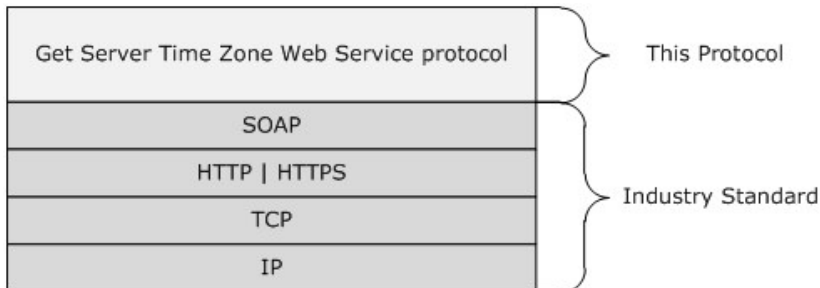 Get Server Time Zone Web Service protocol
This Protocol
SOAP
HTTP | HTTPS
TCP
IP
Industry Standard